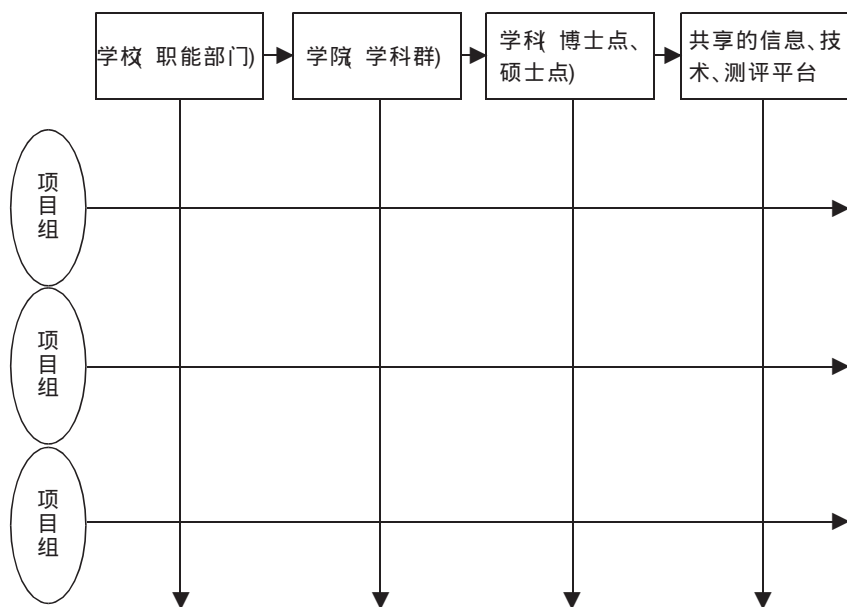 学校(职能部门)
学院(学科群)
学科(博士点、
硕士点)
共享的信息、技
术、测评平台
项目组
项目组
项目组